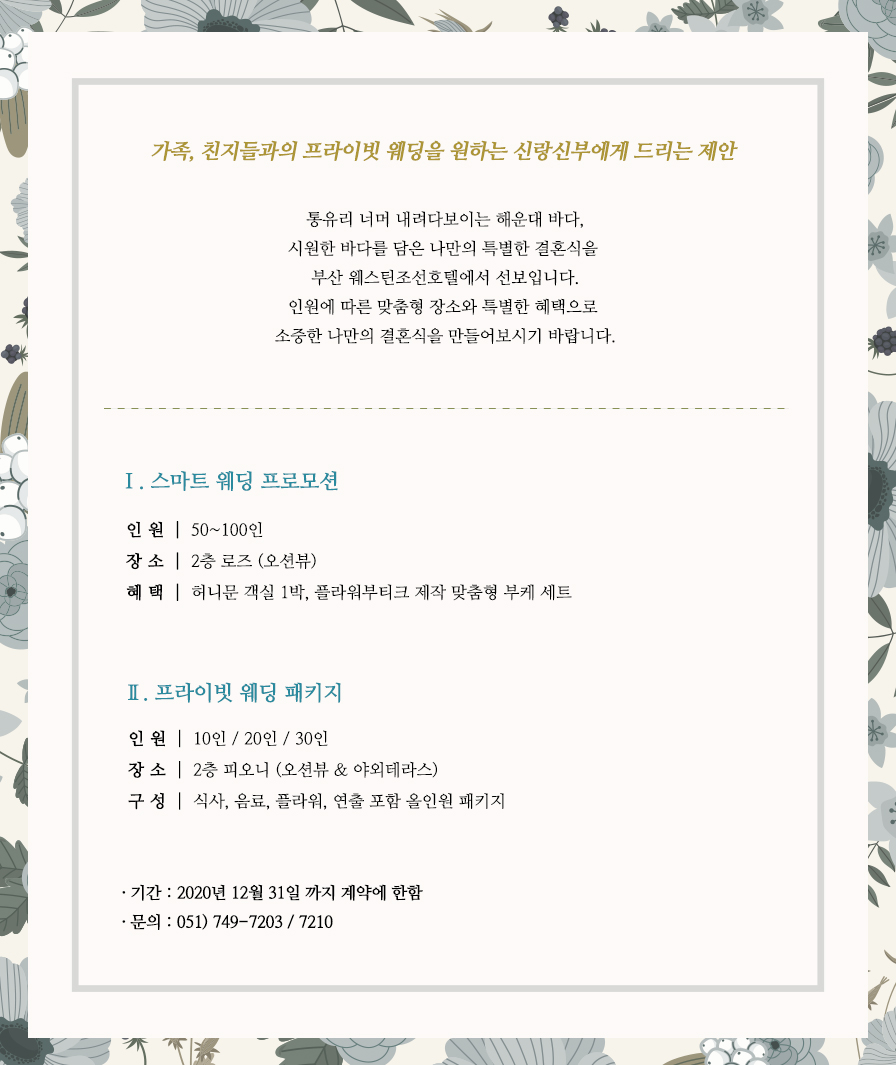 가족, 친지들과의 프라이빗 웨딩을 원하는 신랑신부에게 드리는 제안
통유리 너머 내려다보이는 해운대 바다,
시원한 바다를 담은 나만의 특별한 결혼식을
부산 웨스틴조선호텔에서 선보입니다.
인원에 따른 맞춤형 장소와 특별한 혜택으로
소중한 나만의 결혼식을 만들어보시기 바랍니다.
Ⅰ. 스마트 웨딩 프로모션
인 원 | 50~100인
장 소 | 2층 로즈 (오션뷰)
혜 택 | 허니문 객실 1박, 플라워부티크 제작 맞춤형 부케 세트
Ⅱ. 프라이빗 웨딩 패키지
인 원 | 10인 / 20인 / 30인
장 소 | 2층 피오니 (오션뷰 & 야외테라스)
구 성 | 식사, 음료, 플라워, 연출 포함 올인원 패키지
· 기간 : 2020년 12월 31일 까지 계약에 한함
· 문의 : 051) 749-7203 / 7210